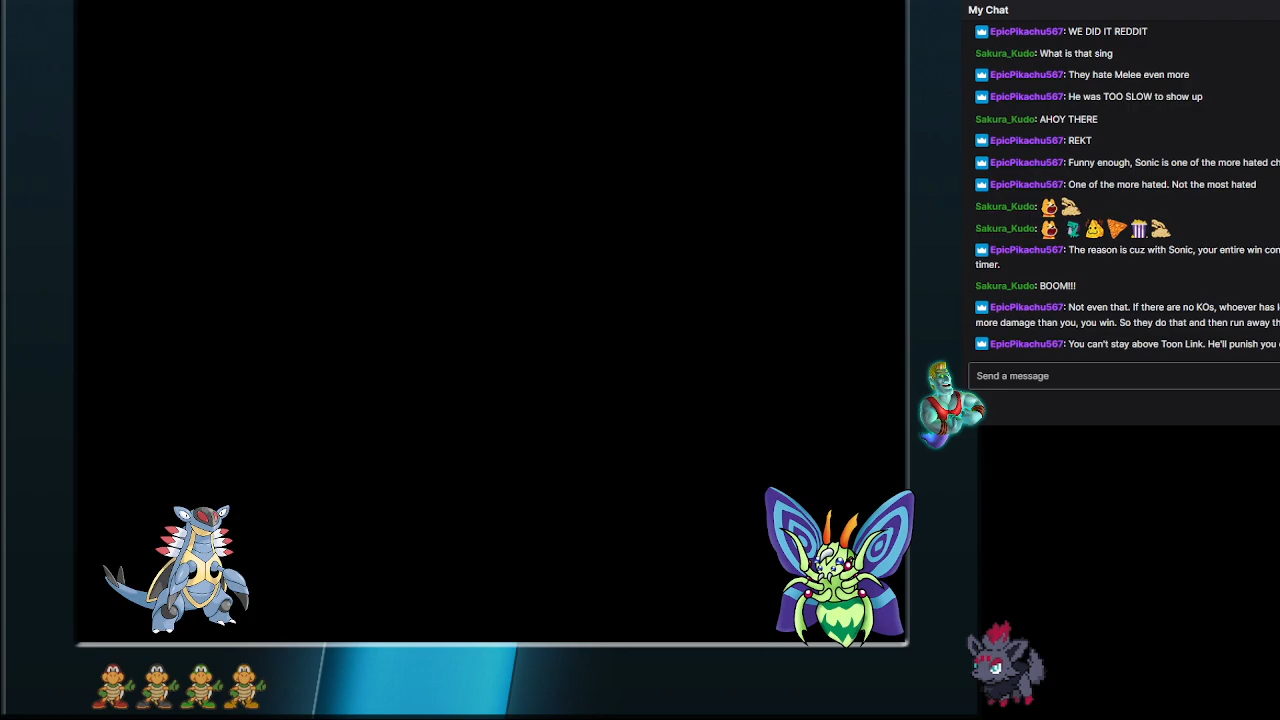 My Chat
EpicPikachu567: WE DID IT REDDIT
Sakura_Kudo: What is that sing
EpicPikachu567: They hate Melee even more
EpicPikachu567: He was TOO SLOW to show up
Sakura_Kudo: AHOY THERE
EpicPikachu567: REKT
EpicPikachu567: Funny enough, Sonic is one of the more hated
EpicPikachu567: One of the more hated. Not the most hated
Sakura_Kudo:
Sakura_Kudo:
EpicPikachu567: The reason is cuz with Sonic, your entire win
timer.
Sakura_Kudo: BOOM!!!
EpicPikachu567: Not even that. If there are no KOs, whoever has
more damage than you, you win. So they do that and then run away
EpicPikachu567: You can't stay above Toon Link. He'll punish you
Send a message